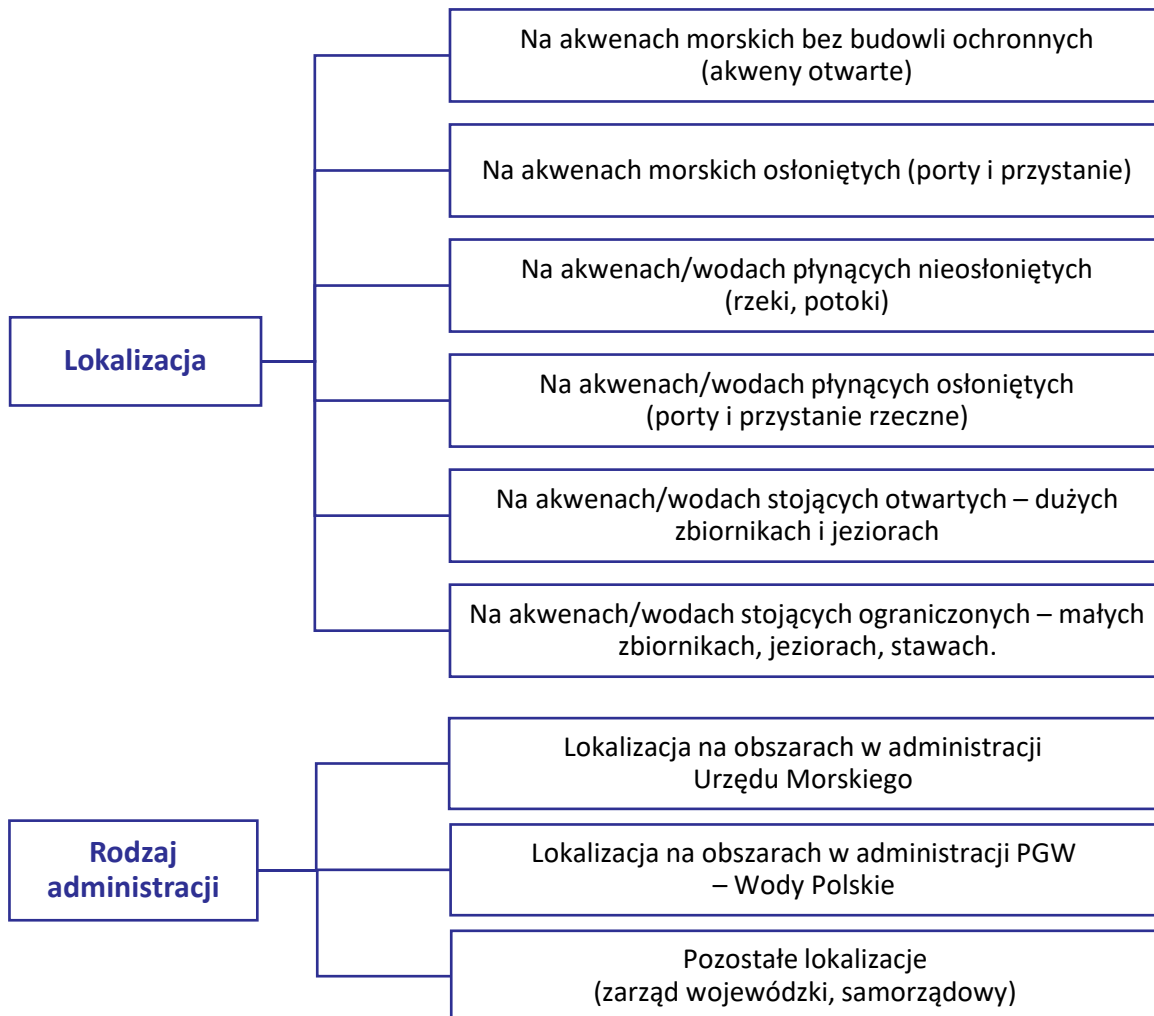 Na akwenach morskich bez budowli ochronnych
(akweny otwarte)
Na akwenach morskich osłoniętych (porty i przystanie)
Na akwenach/wodach płynących nieosłoniętych
(rzeki, potoki)
Lokalizacja
Na akwenach/wodach płynących osłoniętych
(porty i przystanie rzeczne)
Na akwenach/wodach stojących otwartych – dużych
zbiornikach i jeziorach
Na akwenach/wodach stojących ograniczonych – małych
zbiornikach, jeziorach, stawach.
Lokalizacja na obszarach w administracji
Urzędu Morskiego
Rodzaj
administracji
Lokalizacja na obszarach w administracji PGW
– Wody Polskie
Pozostałe lokalizacje
(zarząd wojewódzki, samorządowy)